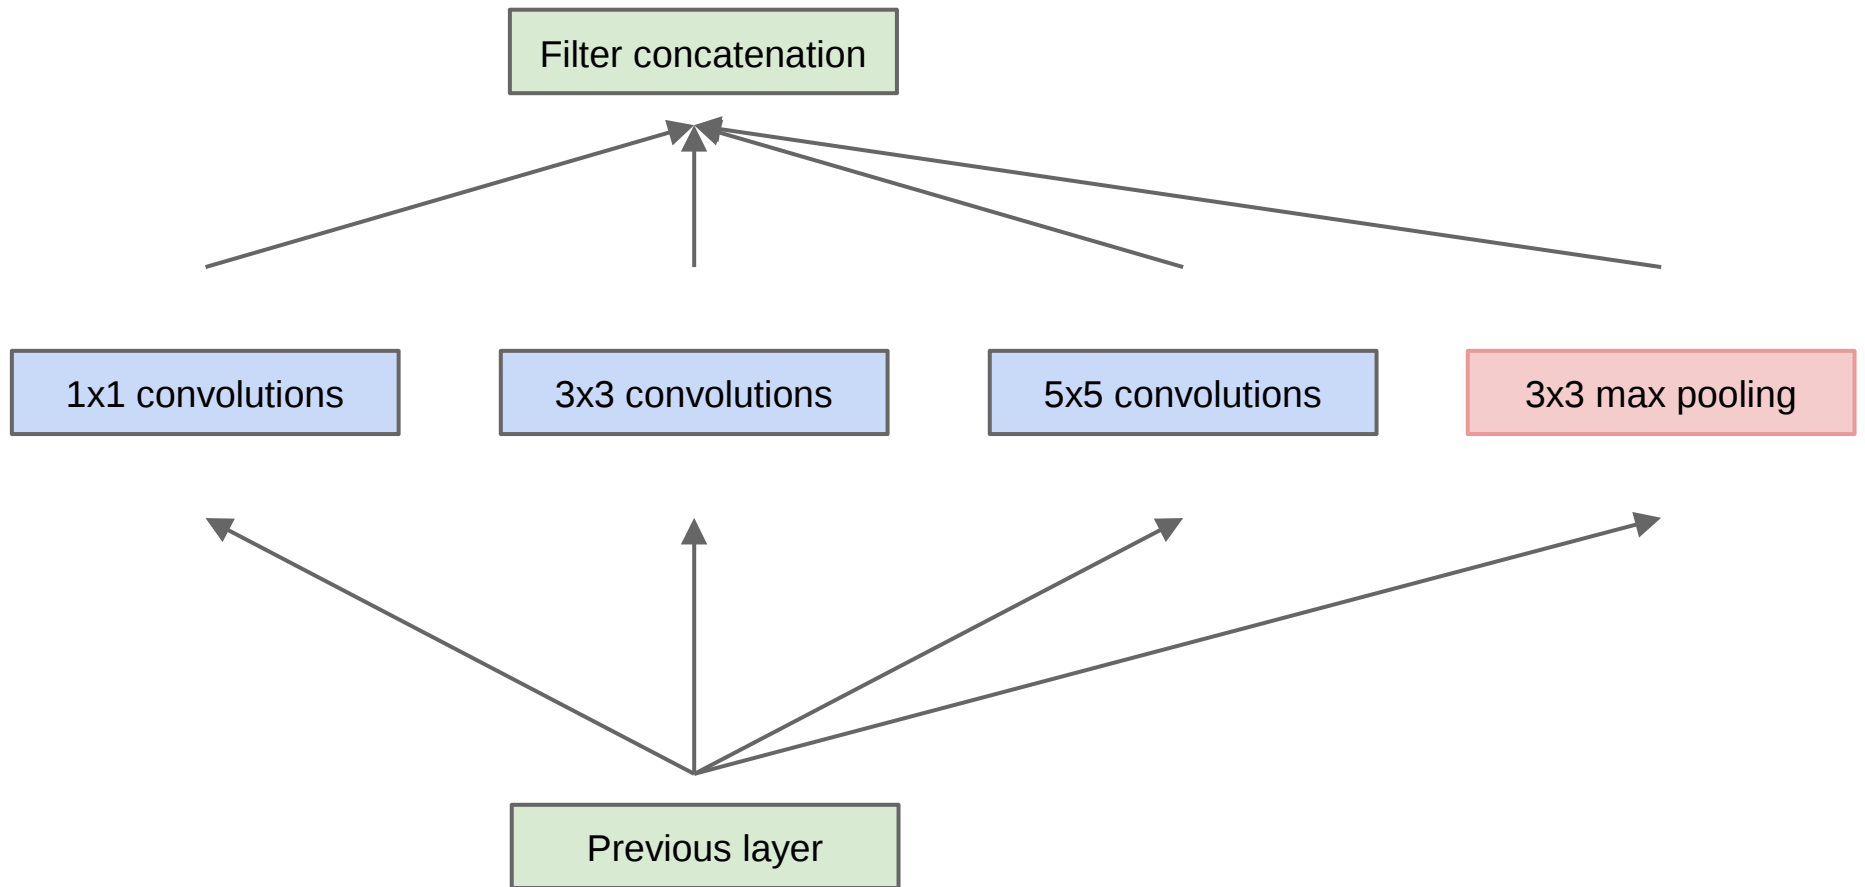 Filter concatenation
1x1 convolutions
3x3 convolutions
5x5 convolutions
3x3 max pooling
Previous layer